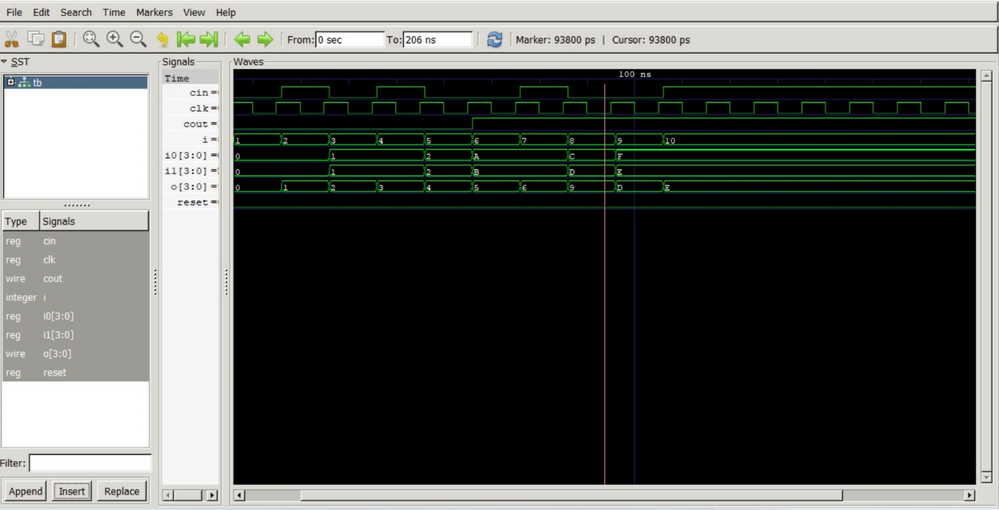 File Edit Search Time Markers View Help
From: 0 sec To: 206 ns Marker: 93800 ps | Cursor: 93800 ps
SST
tb
Type Signals
reg cin
reg clk
wire cout
integer i
reg i0[3:0]
reg i1[3:0]
wire o[3:0]
reg reset
Filter:
Append Insert Replace
Signals
Time
cin =
clk =
cout =
i =
i0[3:0] =
i1[3:0] =
o[3:0] =
reset =
Waves
100 ns
1 2 3 4 5 6 7 8 9 10
0 1 2 A C F
0 1 2 B D E
0 1 2 3 4 5 6 9 D E